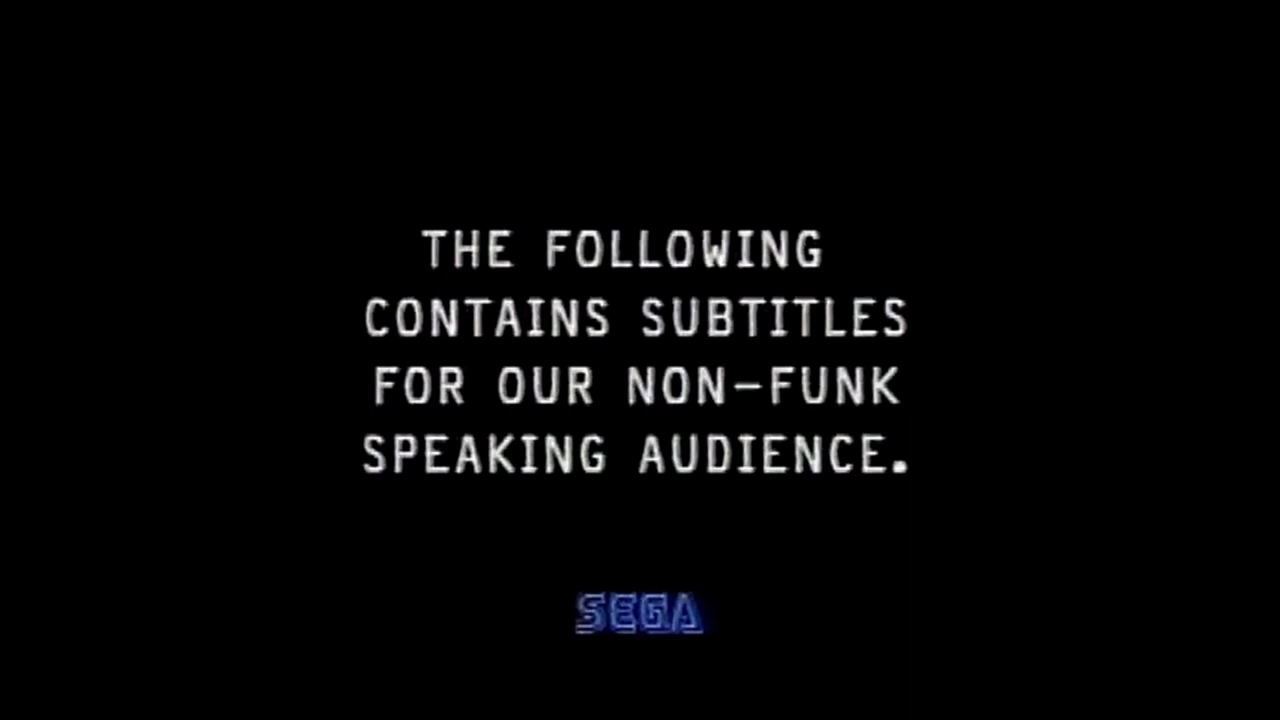 THE FOLLOWING
CONTAINS SUBTITLES
FOR OUR NON-FUNK
SPEAKING AUDIENCE.
SEGA